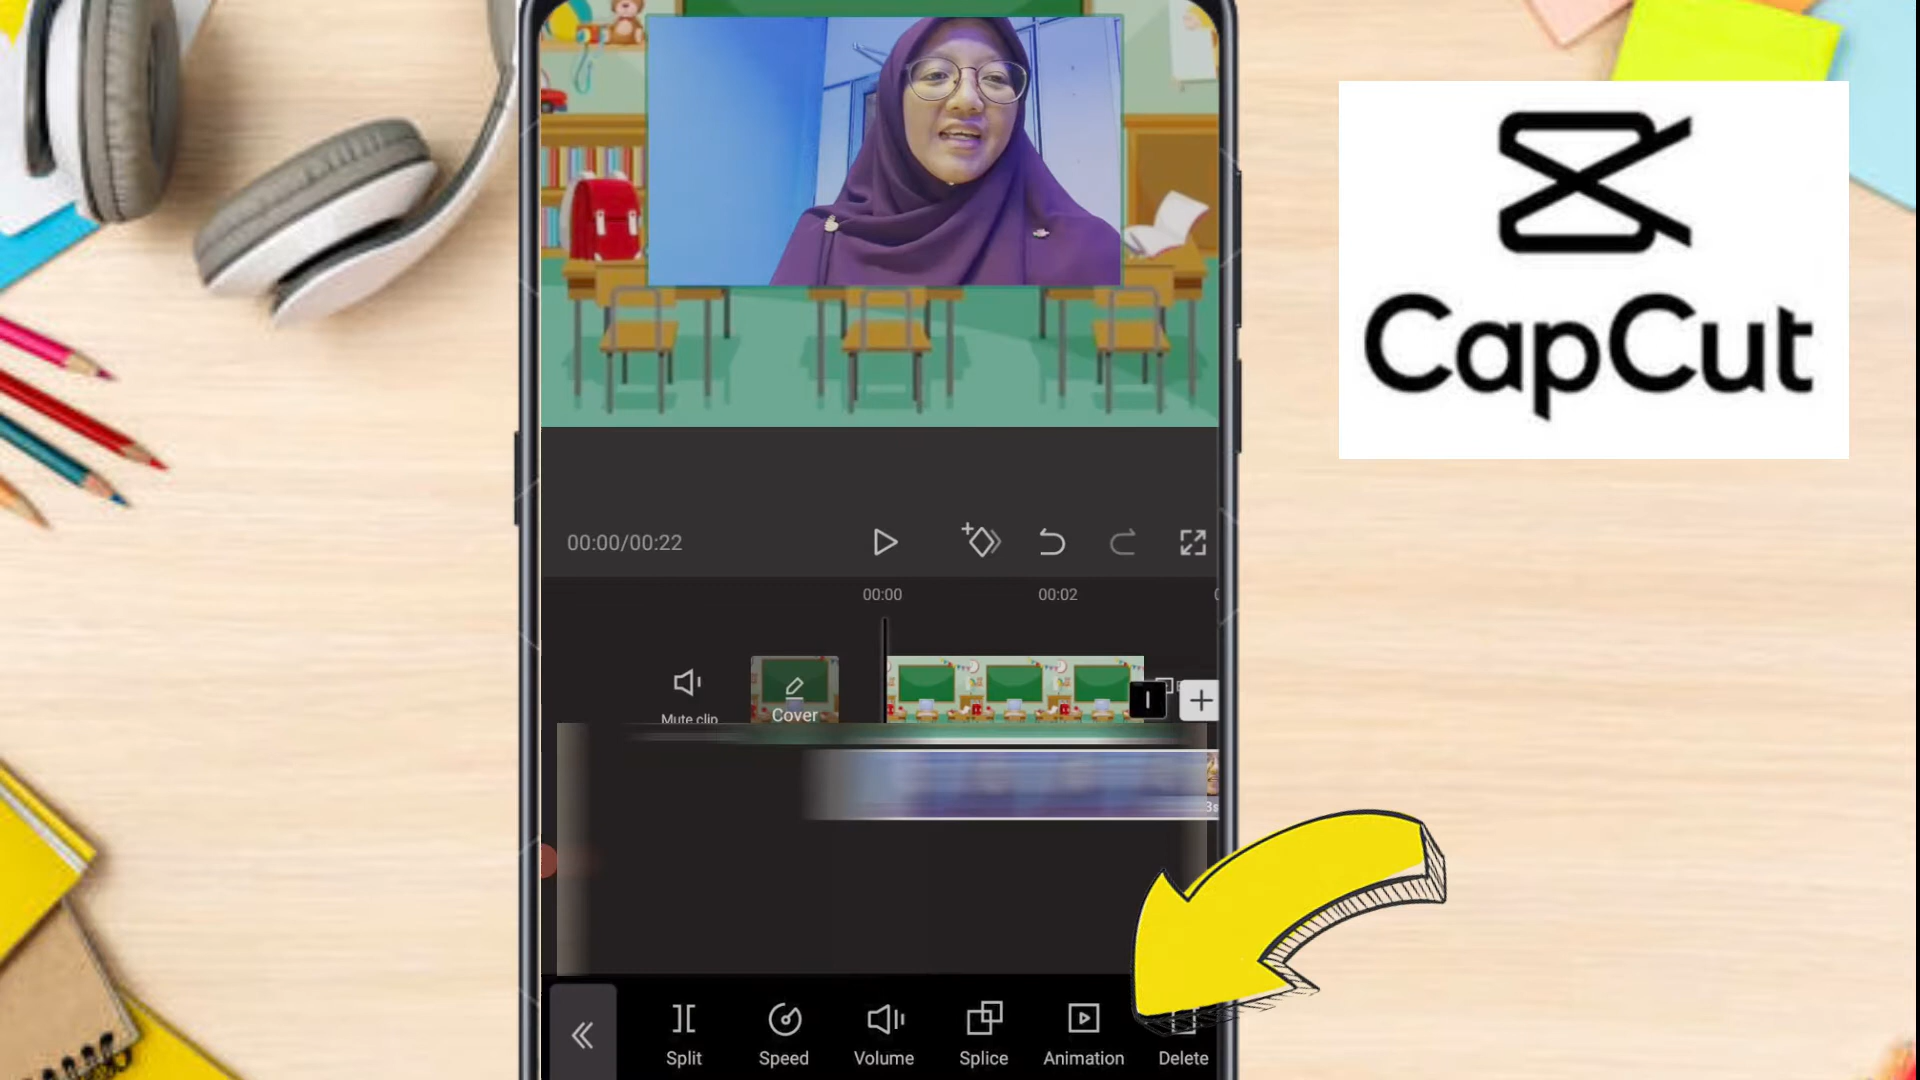 CapCut
00:00/00:22
00:00
00:02
Mute clip
Cover
Split
Speed
Volume
Splice
Animation
Delete